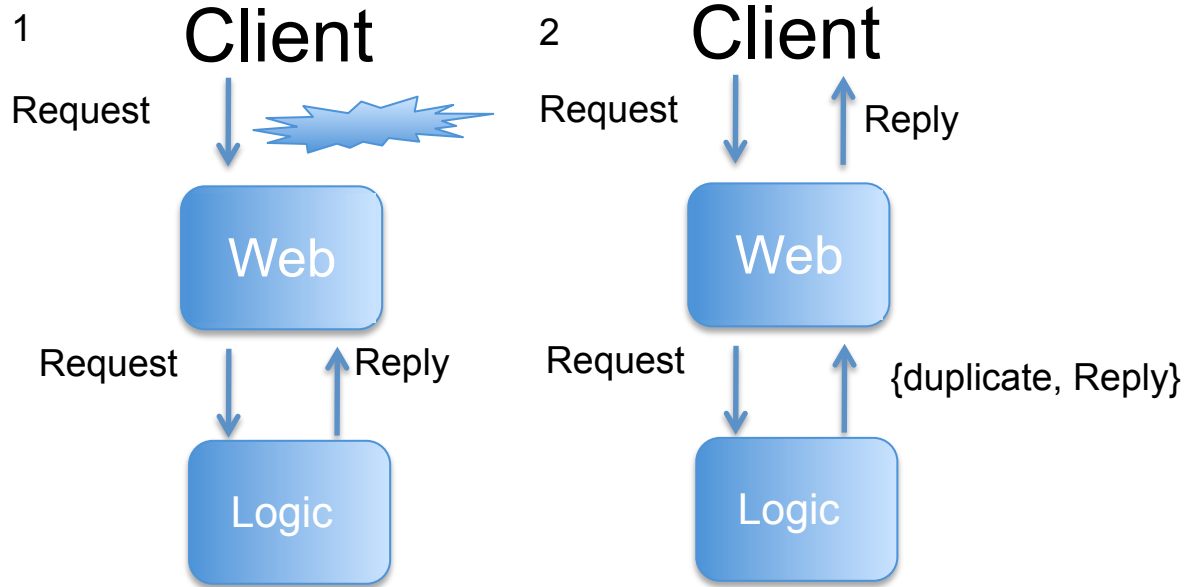 1
Client
Request
Web
Request
Reply
Logic
2
Client
Request
Reply
Web
Request
{duplicate, Reply}
Logic